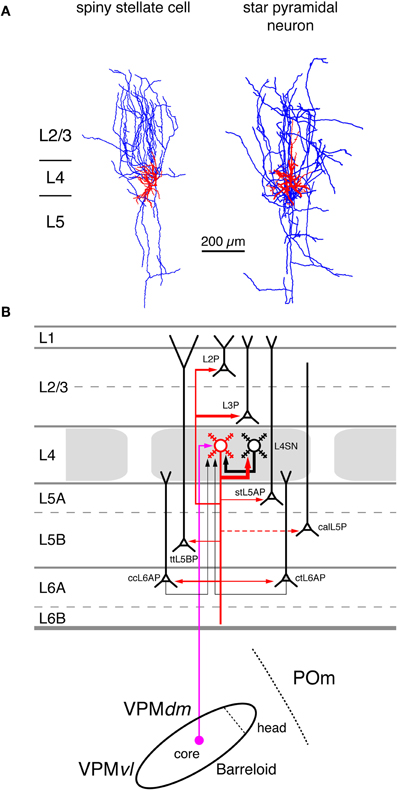 spiny stellate cell
star pyramidal
neuron
A
L2/3
L4
L5
200 µm
B
L1
L2P
L2/3
L3P
L4
L4SN
L5A
stL5AP
L5B
calL5P
ttL5BP
ccL6AP
ctL6AP
L6A
L6B
POm
VPMdm
head
core
VPMvl
Barreloid